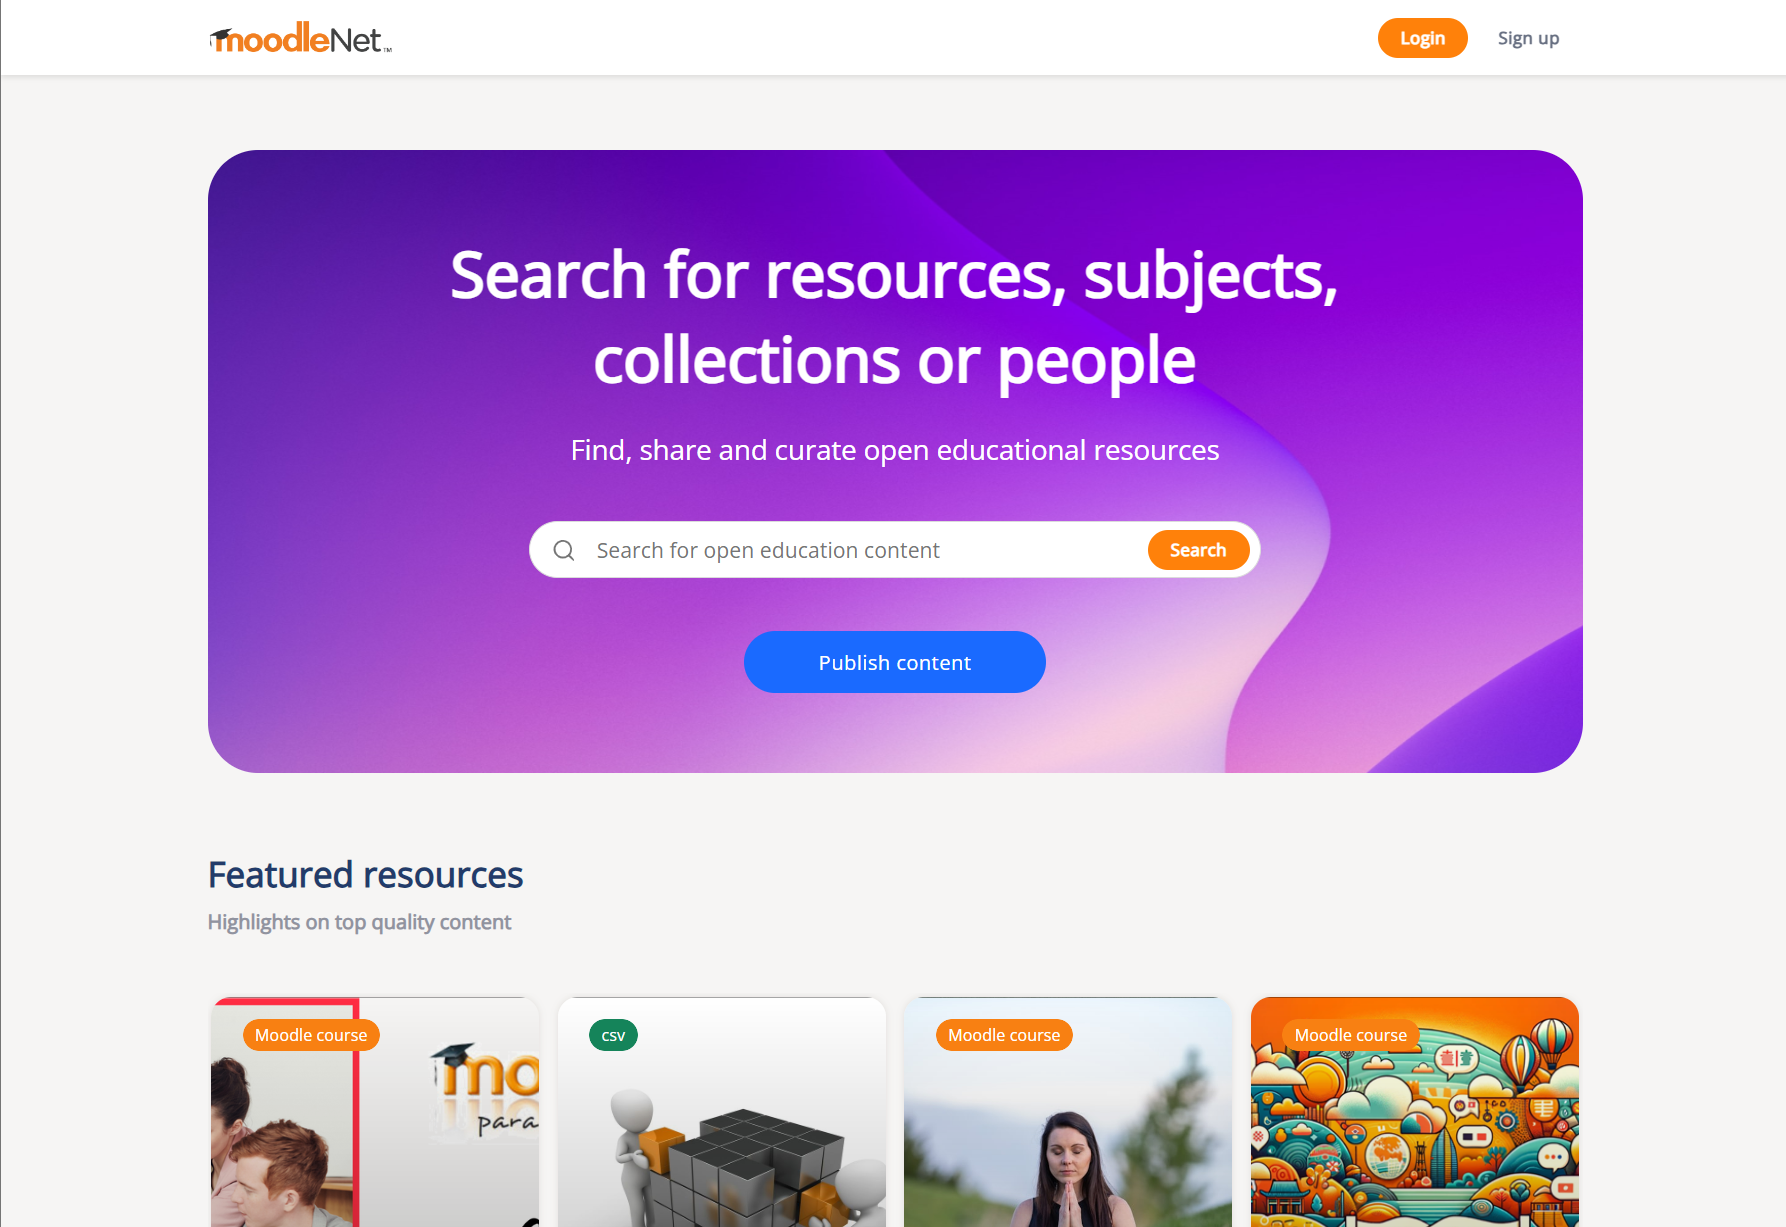 moodleNet™
Login
Sign up
Search for resources, subjects,
collections or people
Find, share and curate open educational resources
Search for open education content
Search
Publish content
Featured resources
Highlights on top quality content
Moodle course
csv
Moodle course
Moodle course
mo
para